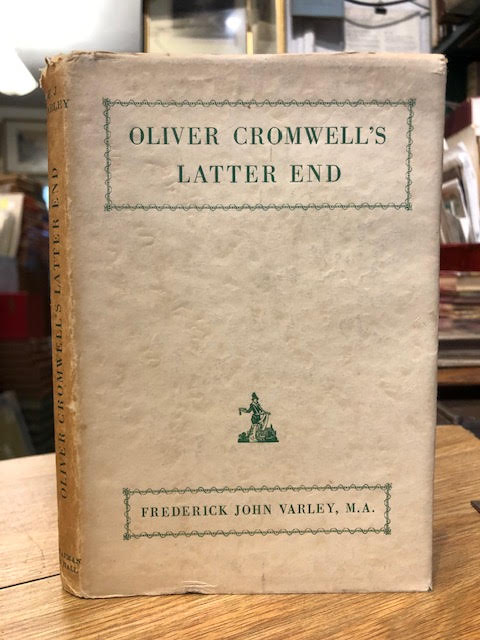 OLIVER CROMWELL'S
LATTER END
FREDERICK JOHN VARLEY, M.A.
OLIVER CROMWELL'S LATTER END